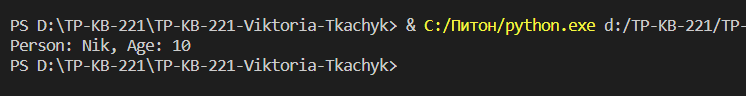 PS D:\TP-KB-221\TP-KB-221-Viktoria-Tkachyk> & C:/Питон/python.exe d:/TP-KB-221/TP-
Person: Nik, Age: 10
PS D:\TP-KB-221\TP-KB-221-Viktoria-Tkachyk>